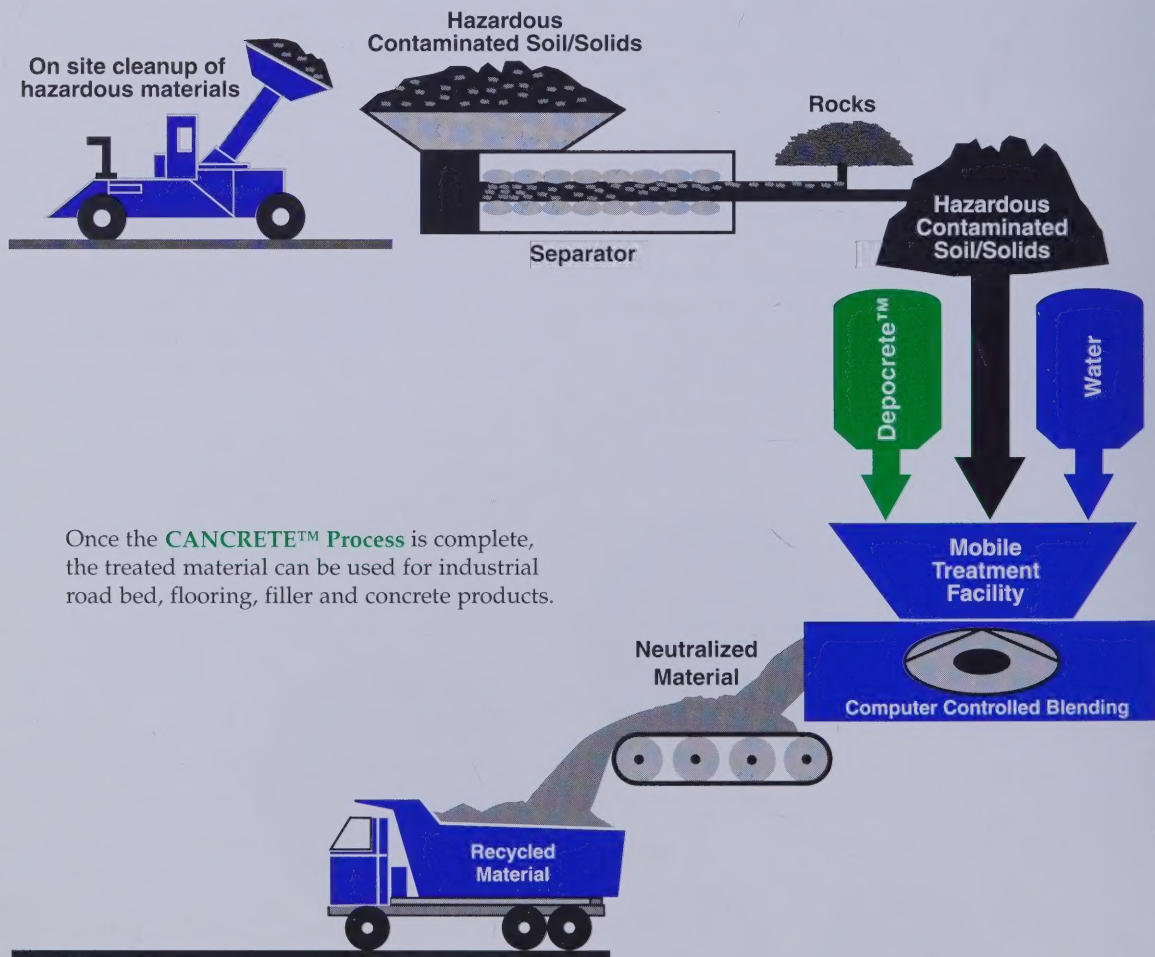 On site cleanup of
hazardous materials
Hazardous
Contaminated Soil/Solids
Rocks
Separator
Hazardous
Contaminated
Soil/Solids
Depocrete™
Water
Once the CANCRETE™ Process is complete,
the treated material can be used for industrial
road bed, flooring, filler and concrete products.
Mobile
Treatment
Facility
Computer Controlled Blending
Neutralized
Material
Recycled
Material